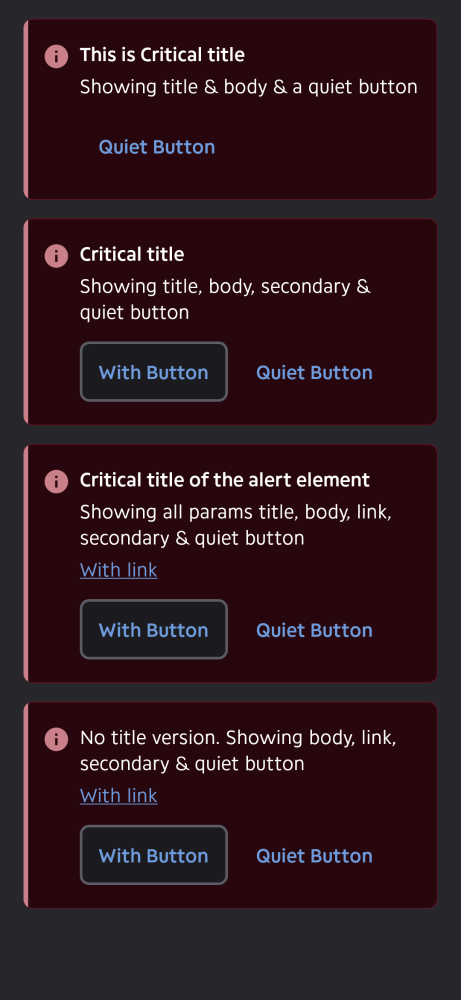 This is Critical title
Showing title & body & a quiet button
Quiet Button
Critical title
Showing title, body, secondary &
quiet button
With Button
Quiet Button
Critical title of the alert element
Showing all params title, body, link,
secondary & quiet button
With link
With Button
Quiet Button
No title version. Showing body, link,
secondary & quiet button
With link
With Button
Quiet Button